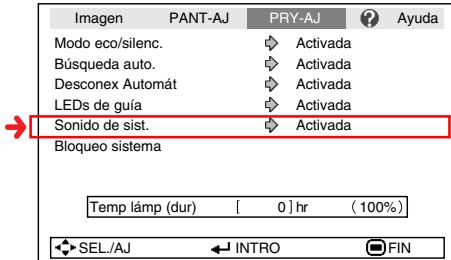 Imagen PANT-AJ PRY-AJ ? Ayuda
Modo eco/silenc. Activada
Búsqueda auto. Activada
Desconex Automát Activada
LEDs de guía Activada
Sonido de sist. Activada
Bloqueo sistema
Temp lámp (dur) [ 0] hr (100%)
SEL./AJ INTRO FIN